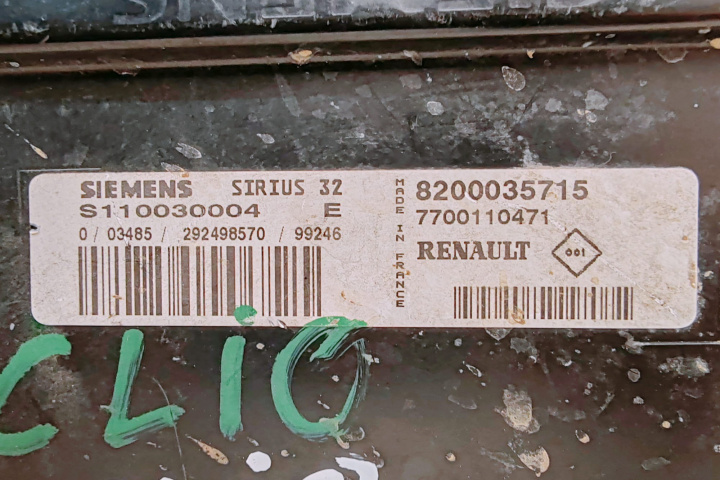 SIEMENS SIRIUS 32
S110030004 E
0 / 03485 / 292498570 / 99246
MADE IN FRANCE
8200035715
7700110471
RENAULT 001
CLIO